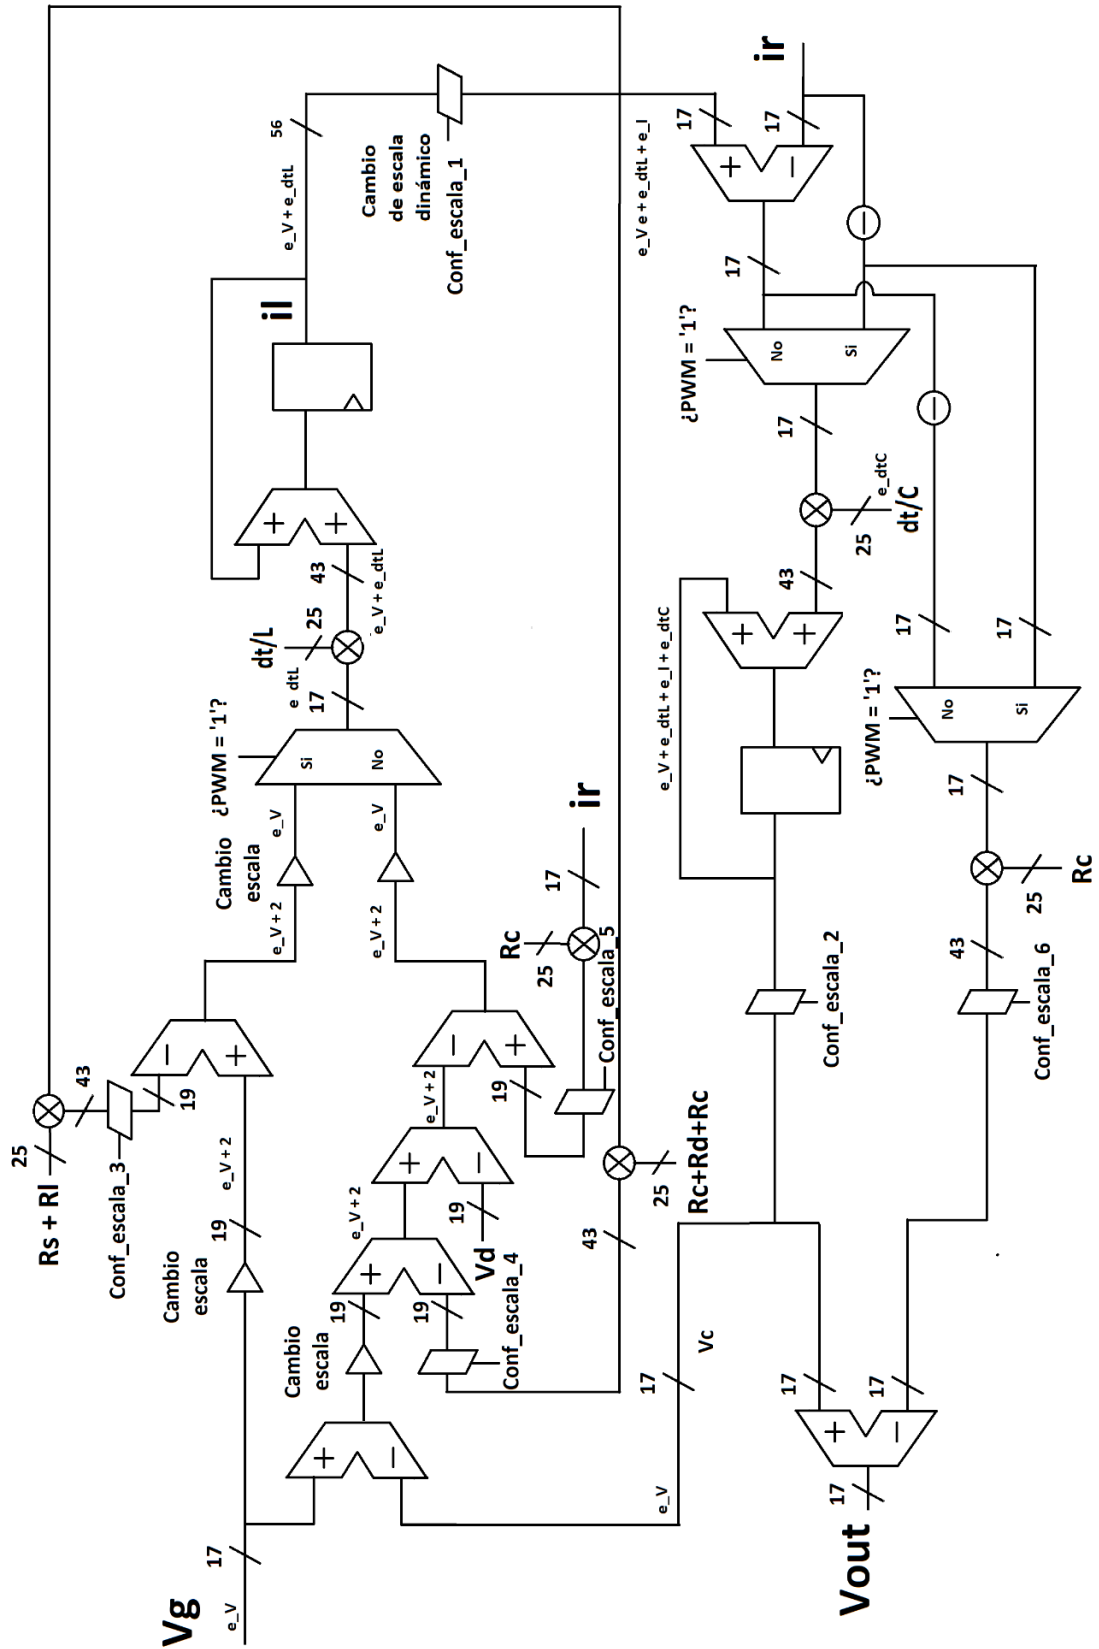 Vg
e_V
17
Cambio
escala
19
e_V + 2
Rs + Rl
25
43
Conf_escala_3
19
−
+
e_V + 2
Cambio
escala
e_V
¿PWM = '1'?
Si
No
17
e dtL
dt/L
25
43
e_V + e_dtL
+
+
il
e_V + e_dtL
56
Cambio
de escala
dinámico
Conf_escala_1
e_V e + e_dtL + e_I
+
−
Cambio
escala
19
19
Conf_escala_4
+
−
e_V + 2
Vd
19
+
−
e_V + 2
19
−
+
e_V + 2
e_V
Rc
25
17
ir
Conf_escala_5
43
25
Rc+Rd+Rc
ir
17
17
+
−
17
−
¿PWM = '1'?
No
Si
17
e_dtC
25
dt/C
43
+
+
e_V + e_dtL + e_I + e_dtC
−
17
17
¿PWM = '1'?
No
Si
17
Rc
25
43
Conf_escala_6
Conf_escala_2
e_V
17
Vc
17
17
+
−
17
Vout